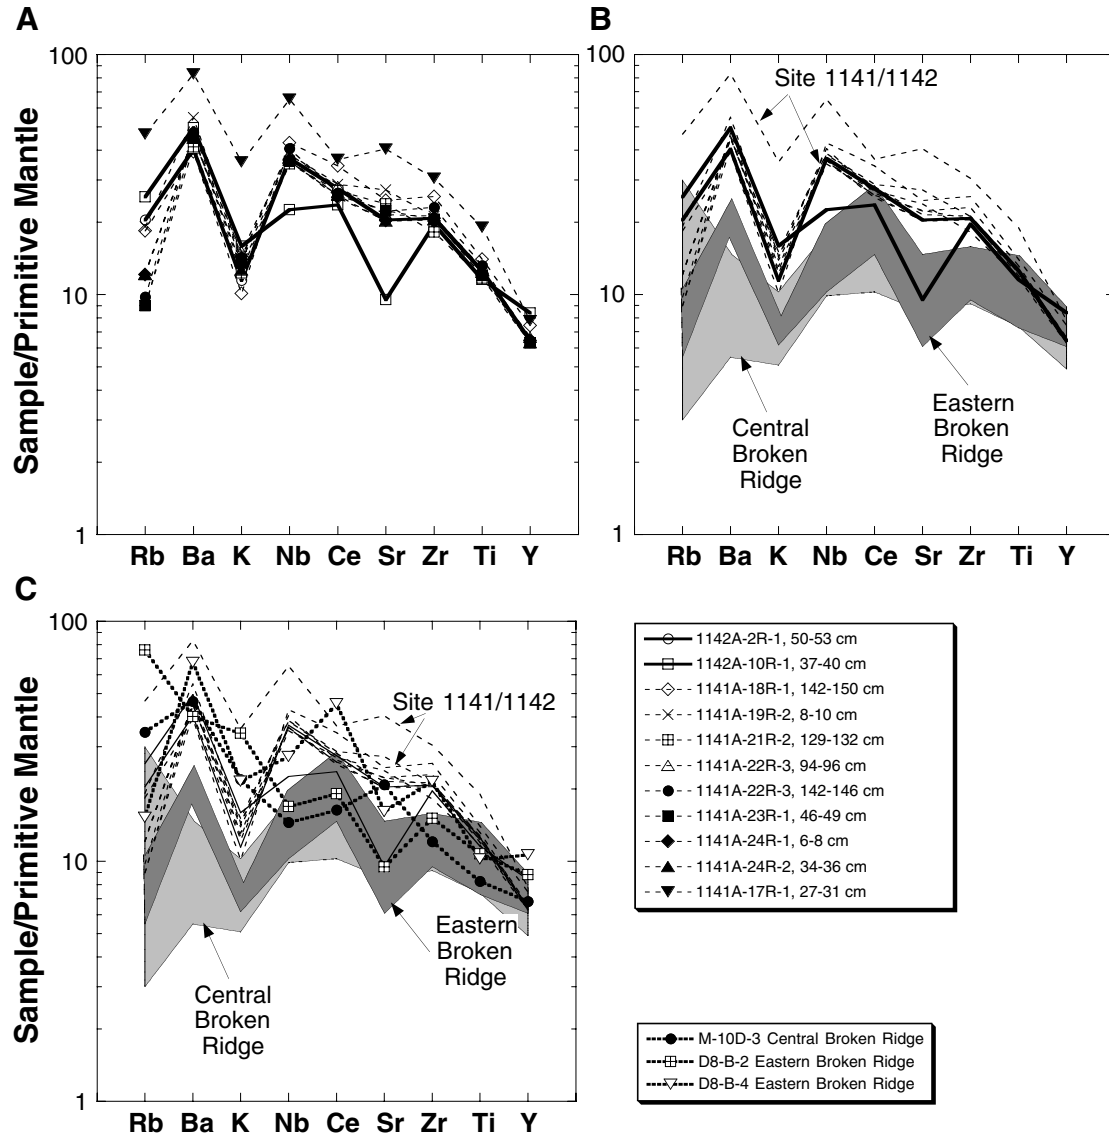 A
100
10
1
Sample/Primitive Mantle
Rb Ba K Nb Ce Sr Zr Ti Y
B
100
10
1
Site 1141/1142
Central
Broken
Ridge
Eastern
Broken
Ridge
Rb Ba K Nb Ce Sr Zr Ti Y
C
100
10
1
Sample/Primitive Mantle
Site 1141/1142
Eastern
Broken
Ridge
Central
Broken
Ridge
Rb Ba K Nb Ce Sr Zr Ti Y
1142A-2R-1, 50-53 cm
1142A-10R-1, 37-40 cm
1141A-18R-1, 142-150 cm
1141A-19R-2, 8-10 cm
1141A-21R-2, 129-132 cm
1141A-22R-3, 94-96 cm
1141A-22R-3, 142-146 cm
1141A-23R-1, 46-49 cm
1141A-24R-1, 6-8 cm
1141A-24R-2, 34-36 cm
1141A-17R-1, 27-31 cm
M-10D-3 Central Broken Ridge
D8-B-2 Eastern Broken Ridge
D8-B-4 Eastern Broken Ridge